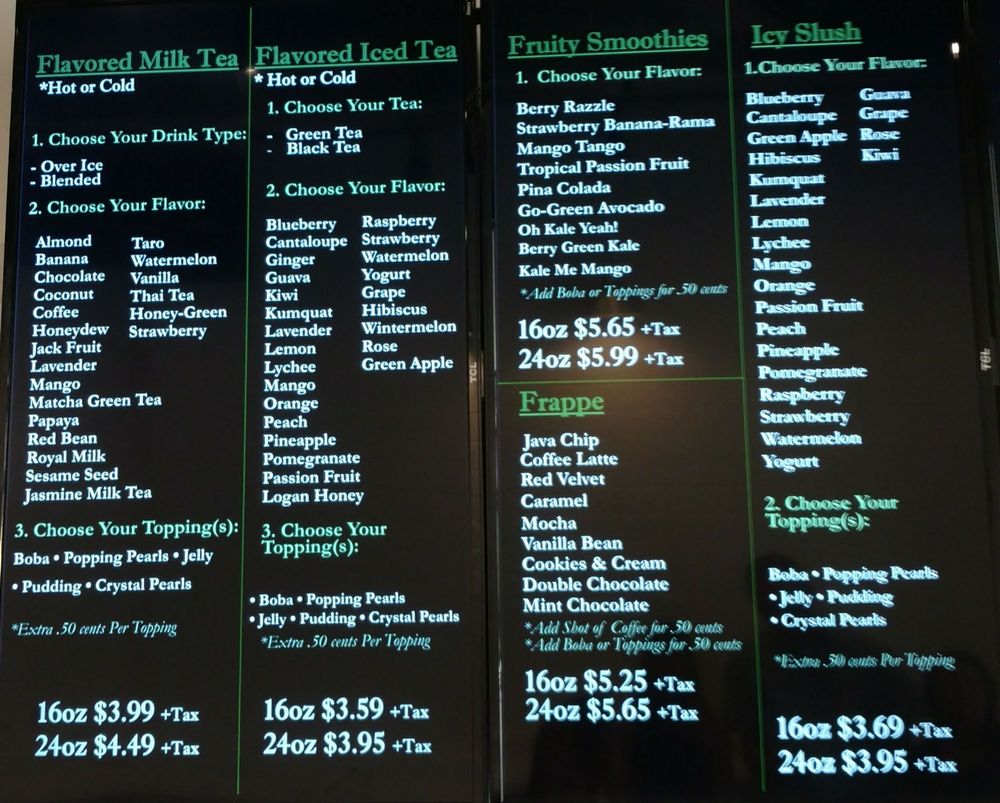 Flavored Milk Tea
*Hot or Cold
1. Choose Your Drink Type:
- Over Ice
- Blended
2. Choose Your Flavor:
Almond Taro
Banana Watermelon
Chocolate Vanilla
Coconut Thai Tea
Coffee Honey-Green
Honeydew Strawberry
Jack Fruit
Lavender
Mango
Matcha Green Tea
Papaya
Red Bean
Royal Milk
Sesame Seed
Jasmine Milk Tea
3. Choose Your Topping(s):
Boba • Popping Pearls • Jelly
• Pudding • Crystal Pearls
*Extra .50 cents Per Topping
16oz $3.99 +Tax
24oz $4.49 +Tax
Flavored Iced Tea
* Hot or Cold
1. Choose Your Tea:
- Green Tea
- Black Tea
2. Choose Your Flavor:
Blueberry Raspberry
Cantaloupe Strawberry
Ginger Watermelon
Guava Yogurt
Kiwi Grape
Kumquat Hibiscus
Lavender Wintermelon
Lemon Rose
Lychee Green Apple
Mango
Orange
Peach
Pineapple
Pomegranate
Passion Fruit
Logan Honey
3. Choose Your
Topping(s):
• Boba • Popping Pearls
• Jelly • Pudding • Crystal Pearls
*Extra .50 cents Per Topping
16oz $3.59 +Tax
24oz $3.95 +Tax
TCL
Fruity Smoothies
1. Choose Your Flavor:
Berry Razzle
Strawberry Banana-Rama
Mango Tango
Tropical Passion Fruit
Pina Colada
Go-Green Avocado
Oh Kale Yeah!
Berry Green Kale
Kale Me Mango
*Add Boba or Toppings for .50 cents
16oz $5.65 +Tax
24oz $5.99 +Tax
Frappe
Java Chip
Coffee Latte
Red Velvet
Caramel
Mocha
Vanilla Bean
Cookies & Cream
Double Chocolate
Mint Chocolate
*Add Shot of Coffee for .50 cents
*Add Boba or Toppings for .50 cents
16oz $5.25 +Tax
24oz $5.65 +Tax
Icy Slush
1.Choose Your Flavor:
Blueberry Guava
Cantaloupe Grape
Green Apple Rose
Hibiscus Kiwi
Kumquat
Lavender
Lemon
Lychee
Mango
Orange
Passion Fruit
Peach
Pineapple
Pomegranate
Raspberry
Strawberry
Watermelon
Yogurt
2. Choose Your
Topping(s):
Boba • Popping Pearls
• Jelly • Pudding
• Crystal Pearls
*Extra .50 cents Per Topping
16oz $3.69 +Tax
24oz $3.95 +Tax
TCL